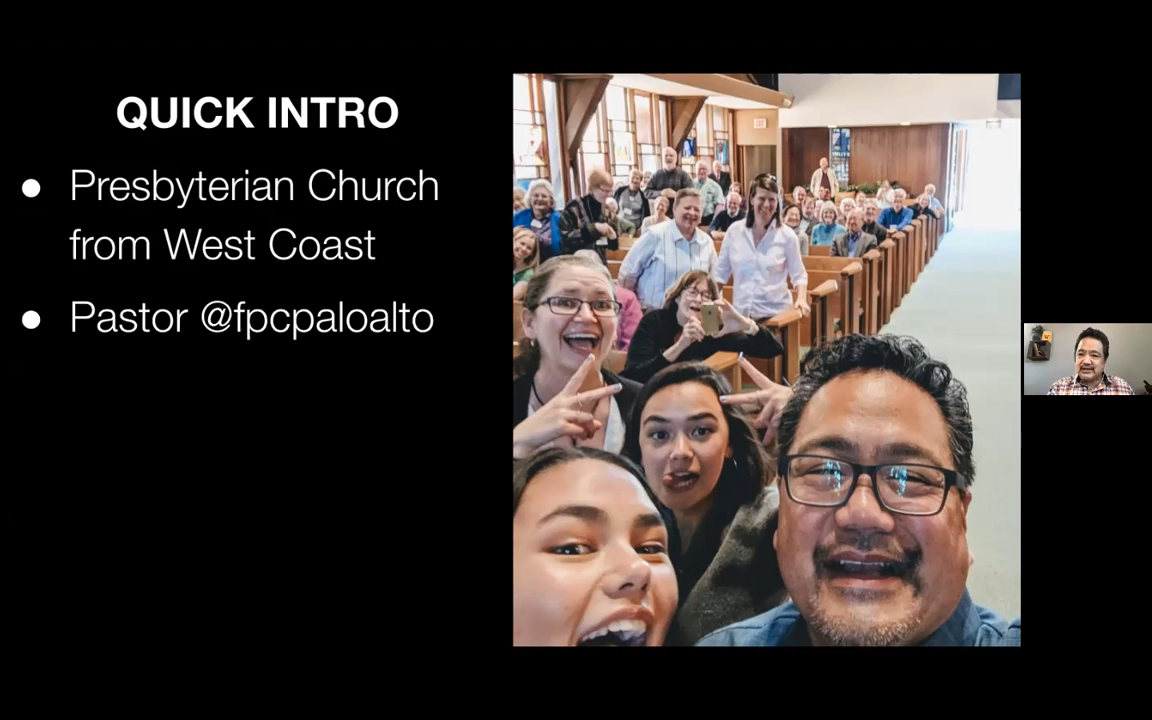 QUICK INTRO
● Presbyterian Church
from West Coast
● Pastor @fpcpaloalto